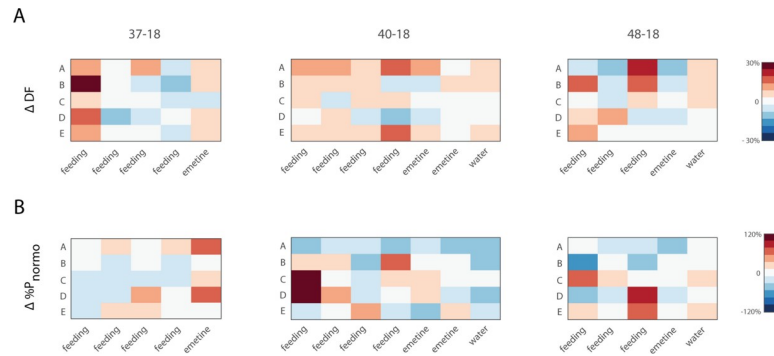 A
37-18
40-18
48-18
Δ DF
A
B
C
D
E
feeding
feeding
feeding
feeding
emetine
A
B
C
D
E
feeding
feeding
feeding
feeding
emetine
emetine
water
A
B
C
D
E
feeding
feeding
feeding
emetine
water
30%
0
- 30%
B
Δ %Pnormo
A
B
C
D
E
feeding
feeding
feeding
feeding
emetine
A
B
C
D
E
feeding
feeding
feeding
feeding
emetine
emetine
water
A
B
C
D
E
feeding
feeding
feeding
emetine
water
120%
0
-120%